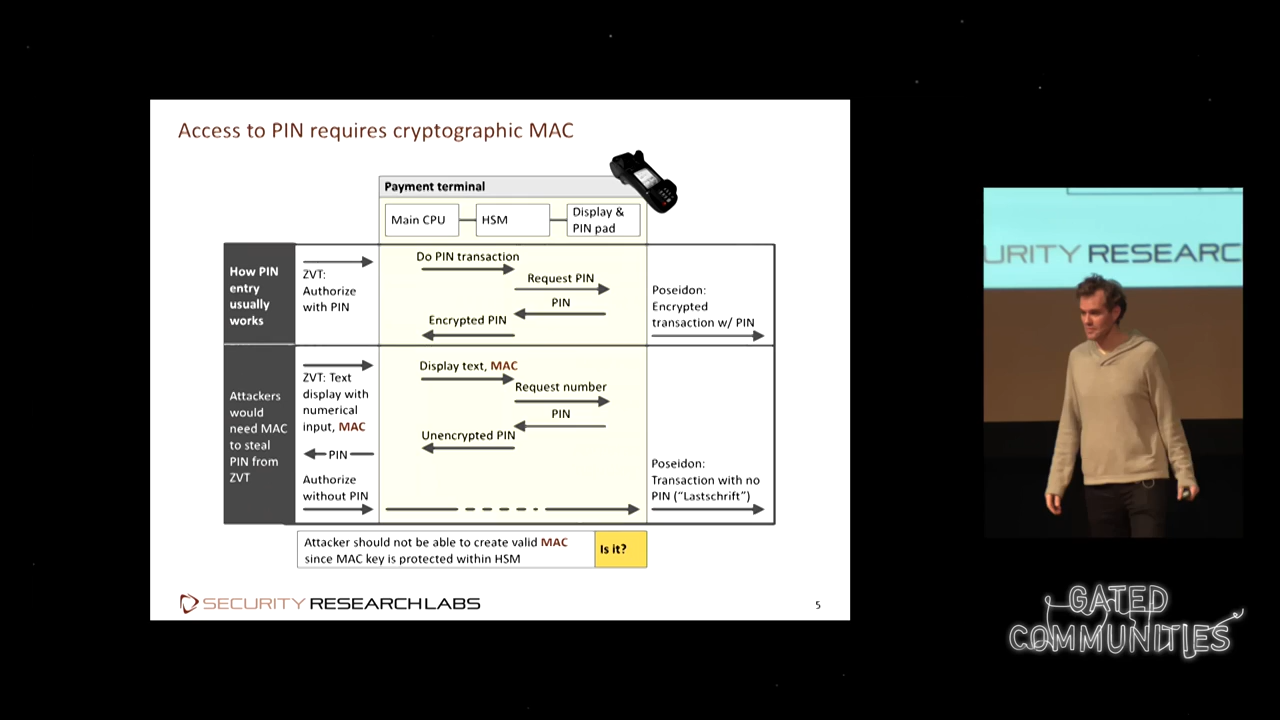 Access to PIN requires cryptographic MAC
Payment terminal
Main CPU
HSM
Display &
PIN pad
How PIN
entry
usually
works
ZVT:
Authorize
with PIN
Do PIN transaction
Request PIN
PIN
Encrypted PIN
Poseidon:
Encrypted
transaction w/ PIN
Attackers
would
need MAC
to steal
PIN from
ZVT
ZVT: Text
display with
numerical
input, MAC
PIN
Authorize
without PIN
Display text, MAC
Request number
PIN
Unencrypted PIN
Poseidon:
Transaction with no
PIN ("Lastschrift")
Attacker should not be able to create valid MAC
since MAC key is protected within HSM
Is it?
SECURITY RESEARCH LABS
5
URITY RESEARC
GATED
COMMUNITIES